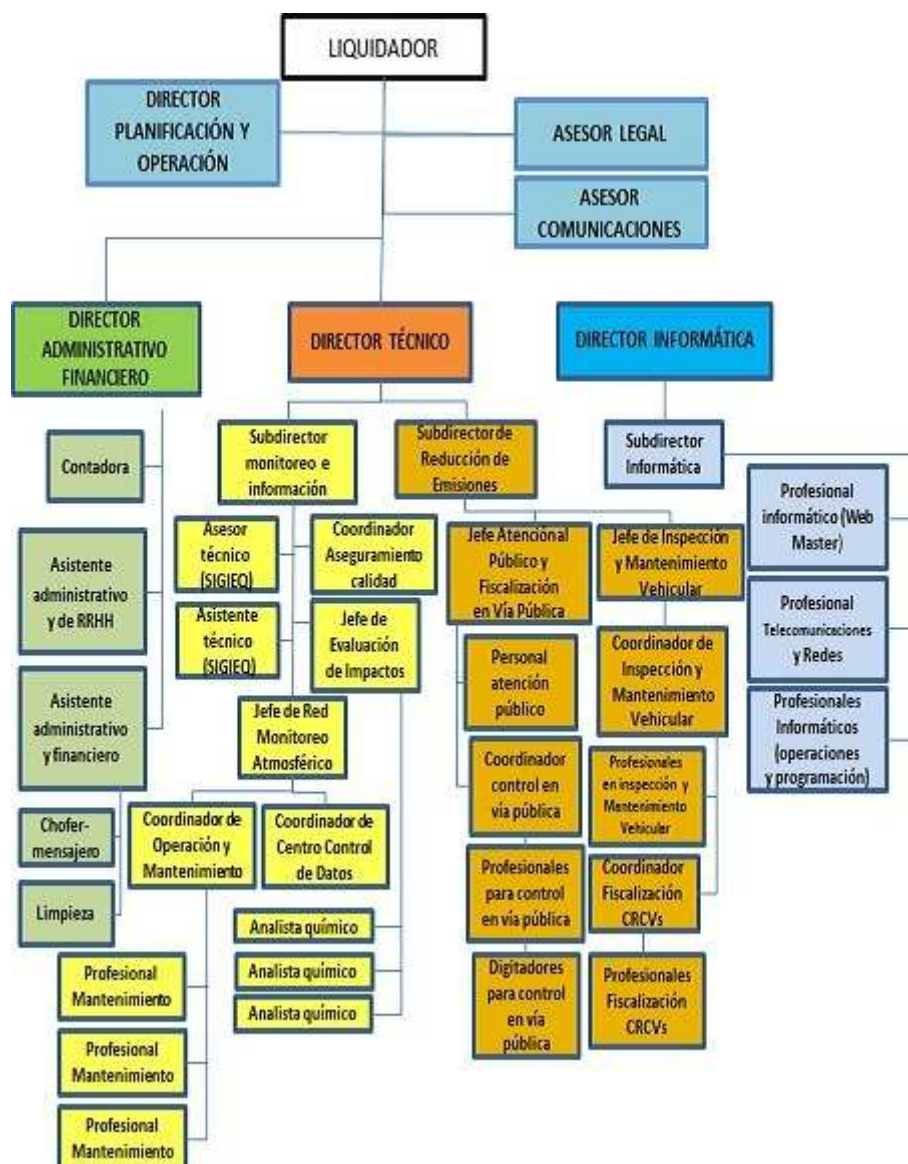 LIQUIDADOR
DIRECTOR
PLANIFICACIÓN Y
OPERACIÓN
ASESOR LEGAL
ASESOR
COMUNICACIONES
DIRECTOR
ADMINISTRATIVO
FINANCIERO
DIRECTOR TÉCNICO
DIRECTOR INFORMÁTICA
Contadora
Asistente
administrativo
y de RRHH
Asistente
administrativo
y financiero
Chofer-
mensajero
Limpieza
Subdirector
monitoreo e
información
Asesor
técnico
(SIGIEQ)
Coordinador
Aseguramiento
calidad
Asistente
técnico
(SIGIEQ)
Jefe de
Evaluación
de Impactos
Jefe de Red
Monitoreo
Atmosférico
Coordinador de
Operación y
Mantenimiento
Coordinador de
Centro Control
de Datos
Analista químico
Analista químico
Analista químico
Profesional
Mantenimiento
Profesional
Mantenimiento
Profesional
Mantenimiento
Subdirector de
Reducción de
Emisiones
Jefe Atencional
Público y
Fiscalización
en Vía Pública
Personal
atención
público
Coordinador
control en
vía pública
Profesionales
para control
en vía pública
Digitadores
para control
en vía
pública
Jefe de Inspección
y Mantenimiento
Vehicular
Coordinador de
Inspección y
Mantenimiento
Vehicular
Profesionales
en inspección y
Mantenimiento
Vehicular
Coordinador
Fiscalización
CRCVs
Profesionales
Fiscalización
CRCVs
Subdirector
Informática
Profesional
informático (Web
Master)
Profesional
Telecomunicaciones
y Redes
Profesionales
Informáticos
(operaciones
y programación)